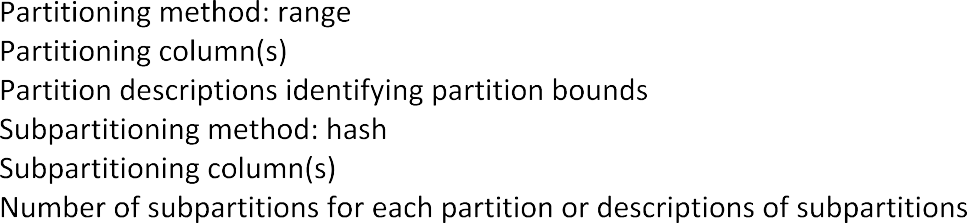 Partitioning method: range
Partitioning column(s)
Partition descriptions identifying partition bounds
Subpartitioning method: hash
Subpartitioning column(s)
Number of subpartitions for each partition or descriptions of subpartitions